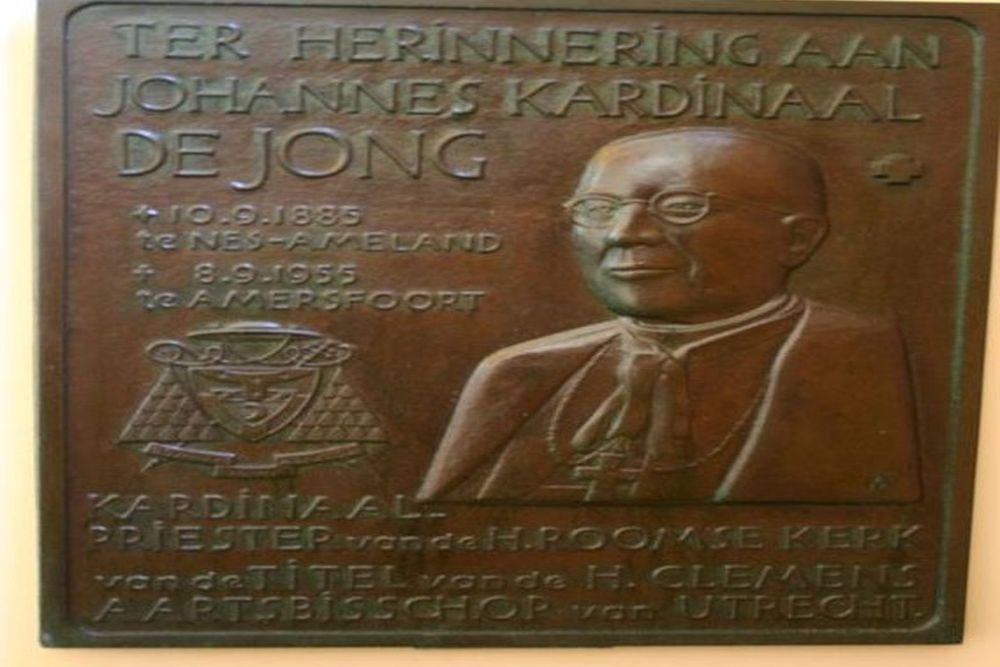 TER HERINNERING AAN
JOHANNES KARDINAAL
DE JONG
+ 10.9.1885
te NES-AMELAND
† 8.9.1955
te AMERSFOORT
KARDINAAL-
PRIESTER van de H. ROOMSE KERK
van de TITEL van de H. CLEMENS
AARTSBISSCHOP van UTRECHT.